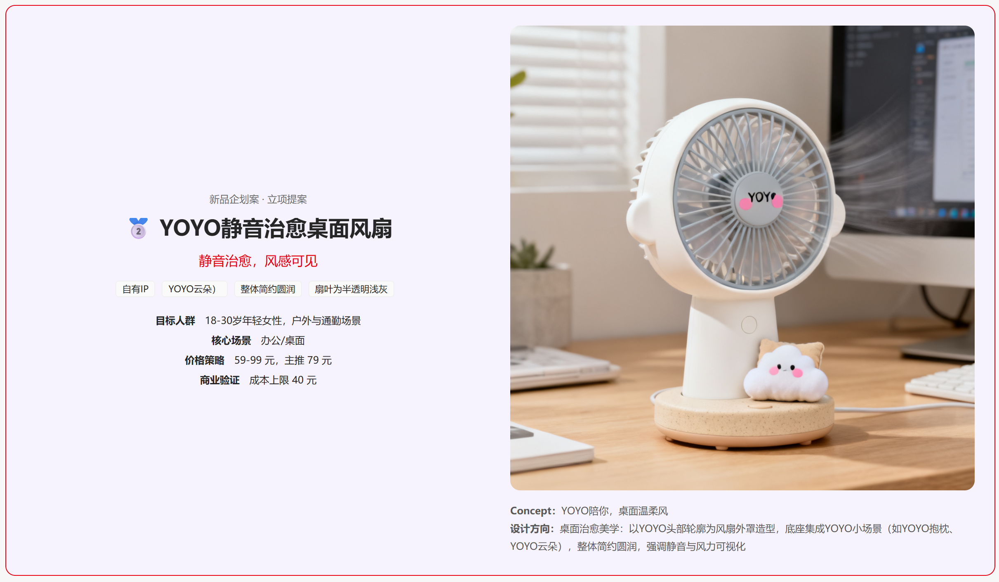 新品企划案 · 立项提案
2 YOYO静音治愈桌面风扇
静音治愈，风感可见
自有IP YOYO云朵） 整体简约圆润 扇叶为半透明浅灰
目标人群 18-30岁年轻女性，户外与通勤场景
核心场景 办公/桌面
价格策略 59-99 元，主推 79 元
商业验证 成本上限 40 元
YOYO
Concept：YOYO陪你，桌面温柔风
设计方向：桌面治愈美学：以YOYO头部轮廓为风扇外罩造型，底座集成YOYO小场景（如YOYO抱枕、
YOYO云朵），整体简约圆润，强调静音与风力可视化